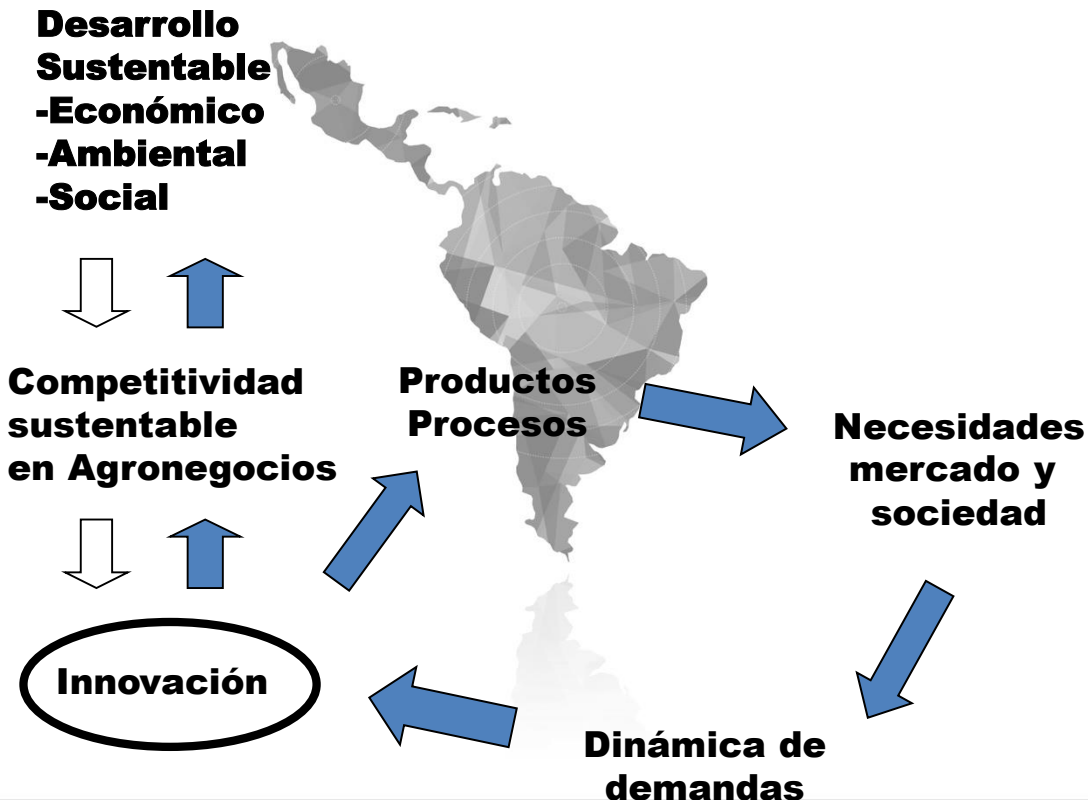 Desarrollo
Sustentable
-Económico
-Ambiental
-Social
Competitividad
sustentable
en Agronegocios
Productos
Procesos
Necesidades
mercado y
sociedad
Innovación
Dinámica de
demandas